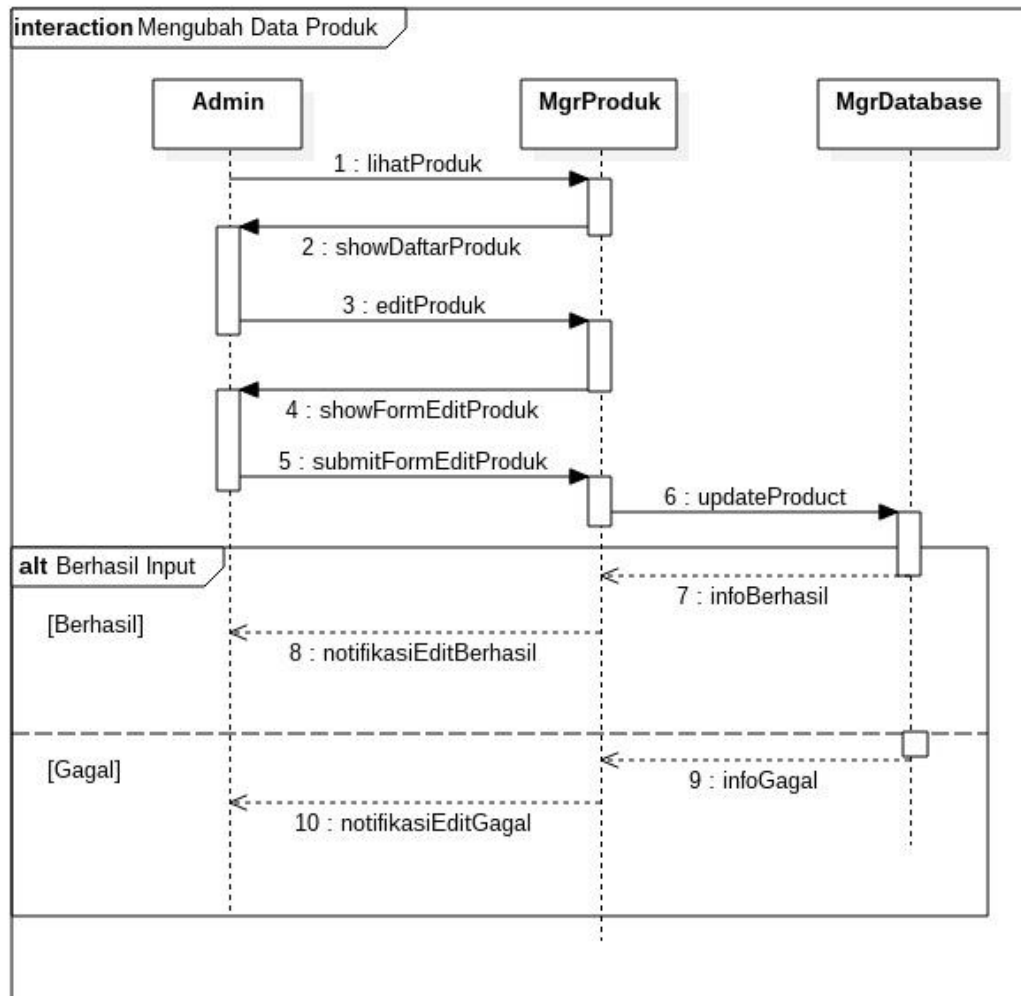 interaction Mengubah Data Produk
Admin
MgrProduk
MgrDatabase
1 : lihatProduk
2 : showDaftarProduk
3 : editProduk
4 : showFormEditProduk
5 : submitFormEditProduk
6 : updateProduct
alt Berhasil Input
7 : infoBerhasil
[Berhasil]
8 : notifikasiEditBerhasil
[Gagal]
9 : infoGagal
10 : notifikasiEditGagal